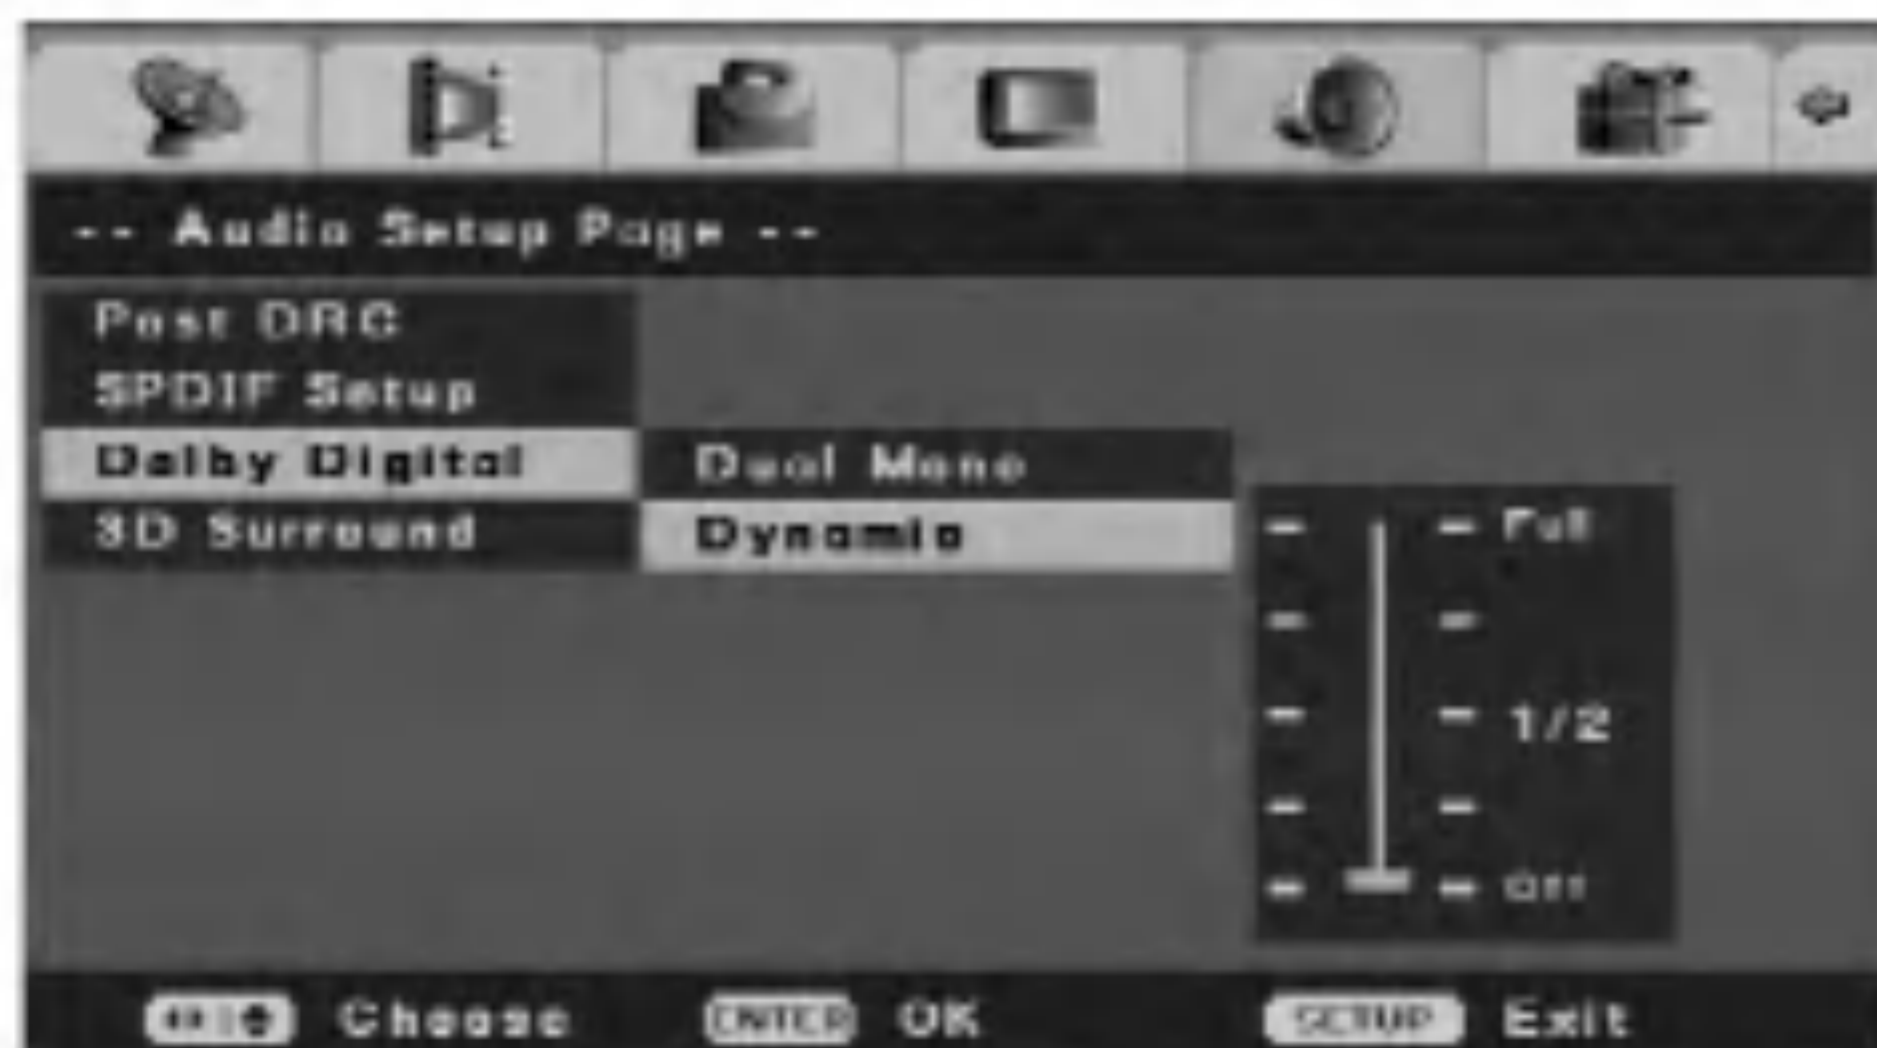 -- Audio Setup Page --
Post DRC
SPDIF Setup
Dolby Digital
Dual Mono
3D Surround
Dynamic
Full
1/2
Off
Choose
ENTER OK
SETUP Exit